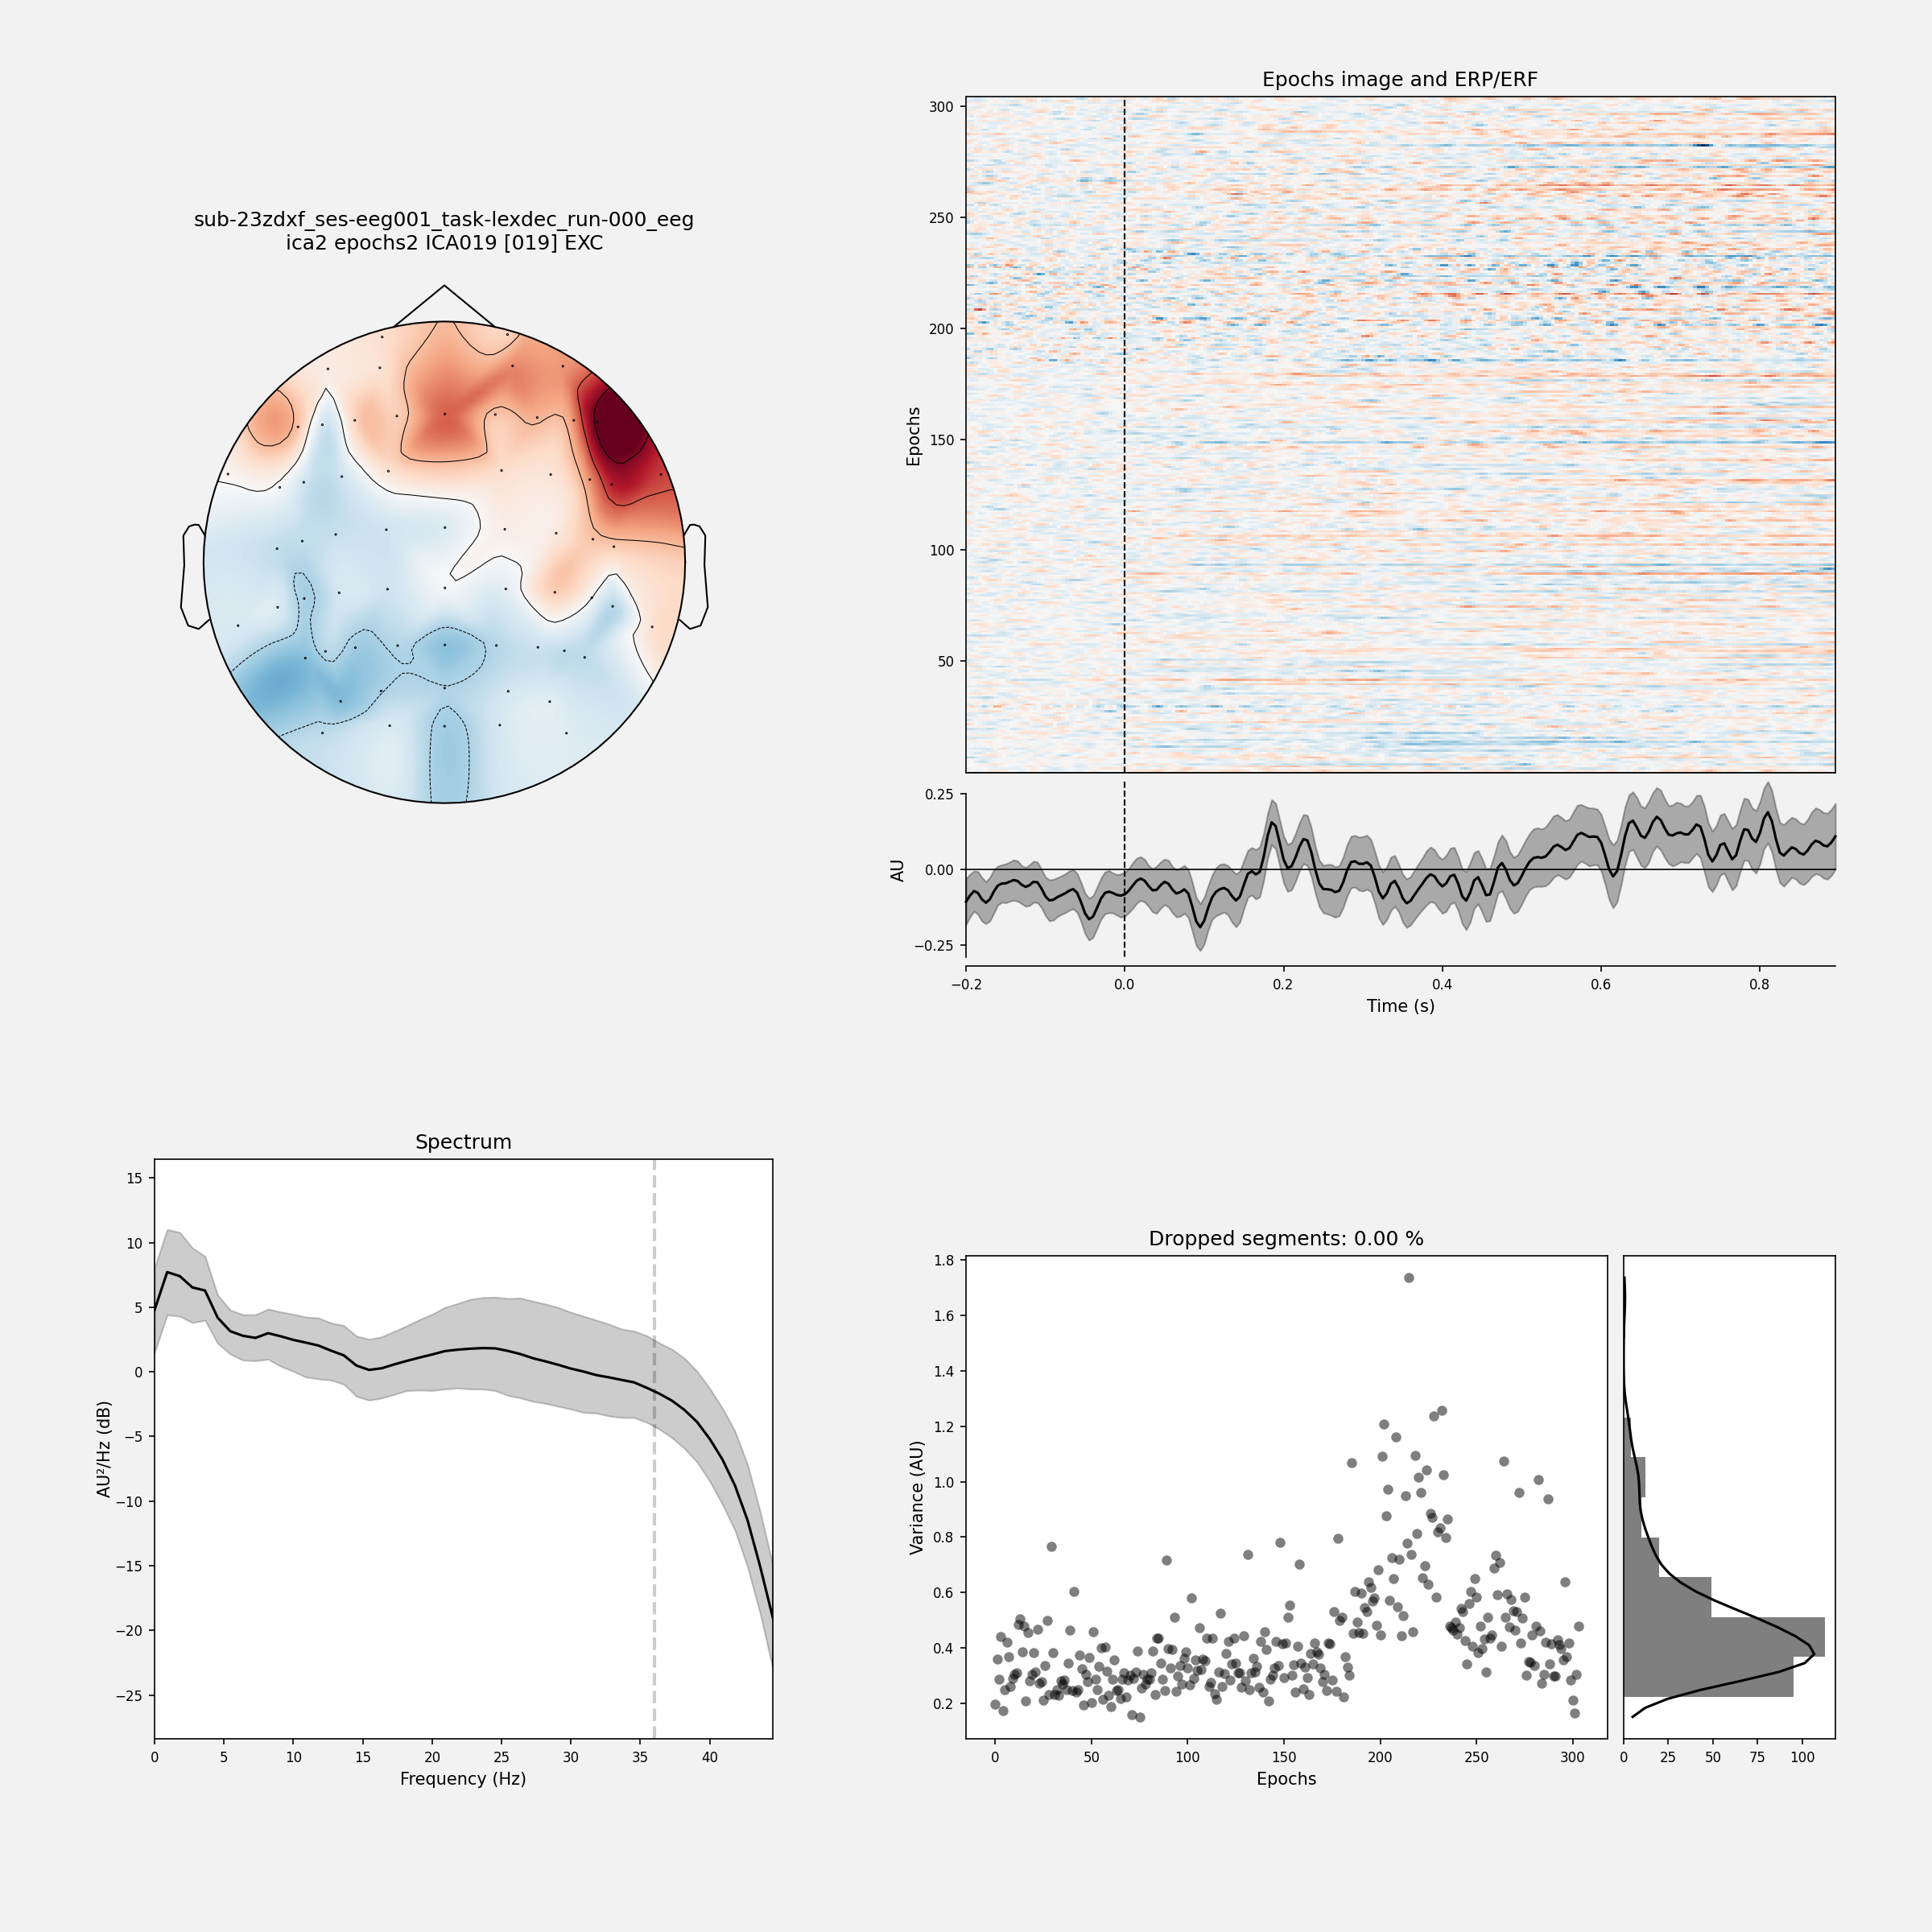 sub-23zdxf_ses-eeg001_task-lexdec_run-000_eeg
ica2 epochs2 ICA019 [019] EXC
Epochs image and ERP/ERF
300
250
200
150
100
50
Epochs
0.25
0.00
−0.25
AU
−0.2 0.0 0.2 0.4 0.6 0.8
Time (s)
Spectrum
15
10
5
0
−5
−10
−15
−20
−25
AU²/Hz (dB)
0 5 10 15 20 25 30 35 40
Frequency (Hz)
Dropped segments: 0.00 %
1.8
1.6
1.4
1.2
1.0
0.8
0.6
0.4
0.2
Variance (AU)
0 50 100 150 200 250 300
Epochs
0 25 50 75 100